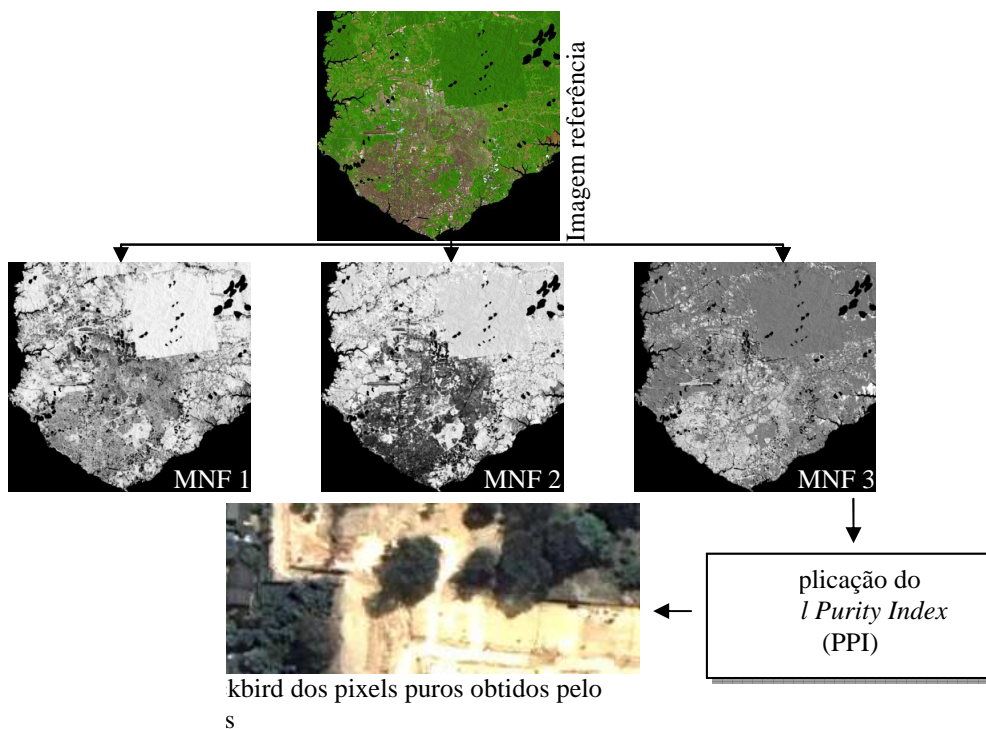 Imagem referência
MNF 1
MNF 2
MNF 3
plicação do
l Purity Index
(PPI)
kbird dos pixels puros obtidos pelo
s